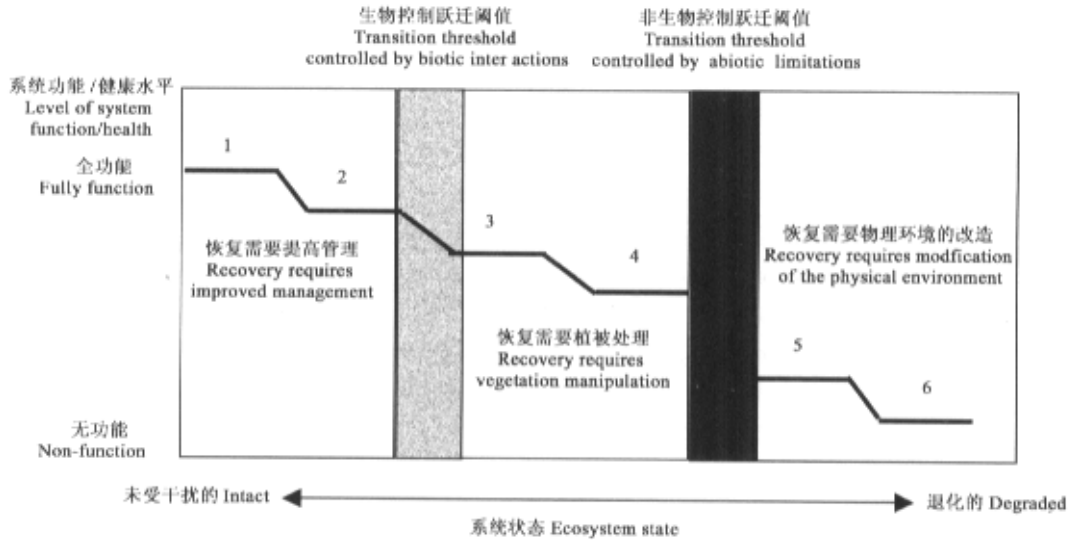 生物控制跃迁阈值
Transition threshold
controlled by biotic inter actions
非生物控制跃迁阈值
Transition threshold
controlled by abiotic limitations
系统功能/健康水平
Level of system
function/health
全功能
Fully function
1
2
3
4
恢复需要提高管理
Recovery requires
improved management
恢复需要植被处理
Recovery requires
vegetation manipulation
恢复需要物理环境的改造
Recovery requires modfication
of the physical environment
5
6
无功能
Non-function
未受干扰的 Intact
退化的 Degraded
系统状态 Ecosystem state